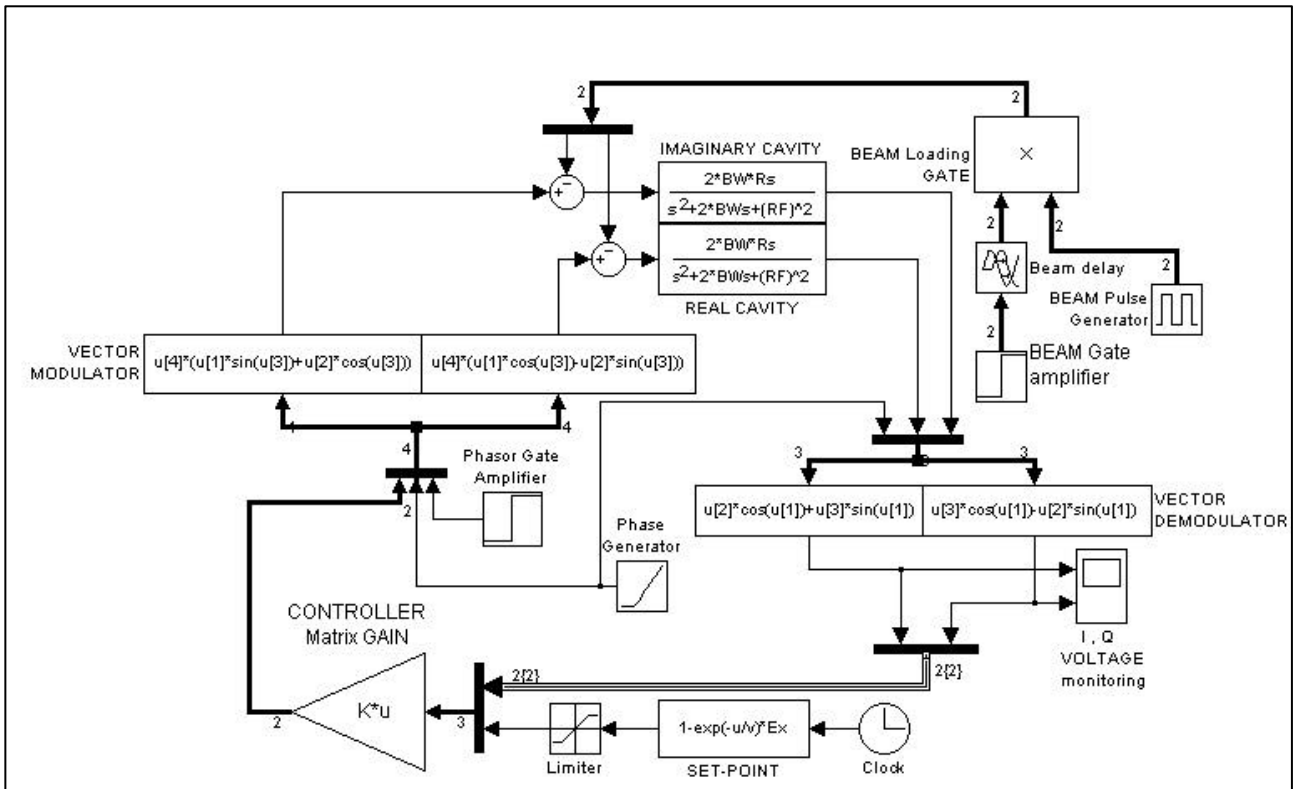 2
2
IMAGINARY CAVITY
BEAM Loading
GATE
×
+
−
2*BW*Rs
s^2+2*BWs+(RF)^2
2
2
+
−
2*BW*Rs
s^2+2*BWs+(RF)^2
Beam delay
2
REAL CAVITY
BEAM Pulse
Generator
2
VECTOR
MODULATOR
u[4]*(u[1]*sin(u[3])+u[2]*cos(u[3]))
u[4]*(u[1]*cos(u[3])-u[2]*sin(u[3]))
BEAM Gate
amplifier
4
4
4
Phasor Gate
Amplifier
3
3
2
Phase
Generator
u[2]*cos(u[1])+u[3]*sin(u[1])
u[3]*cos(u[1])-u[2]*sin(u[1])
VECTOR
DEMODULATOR
CONTROLLER
Matrix GAIN
I , Q
VOLTAGE
monitoring
2{2}
2{2}
K*u
2
3
1-exp(-u/v)*Ex
Limiter
SET-POINT
Clock